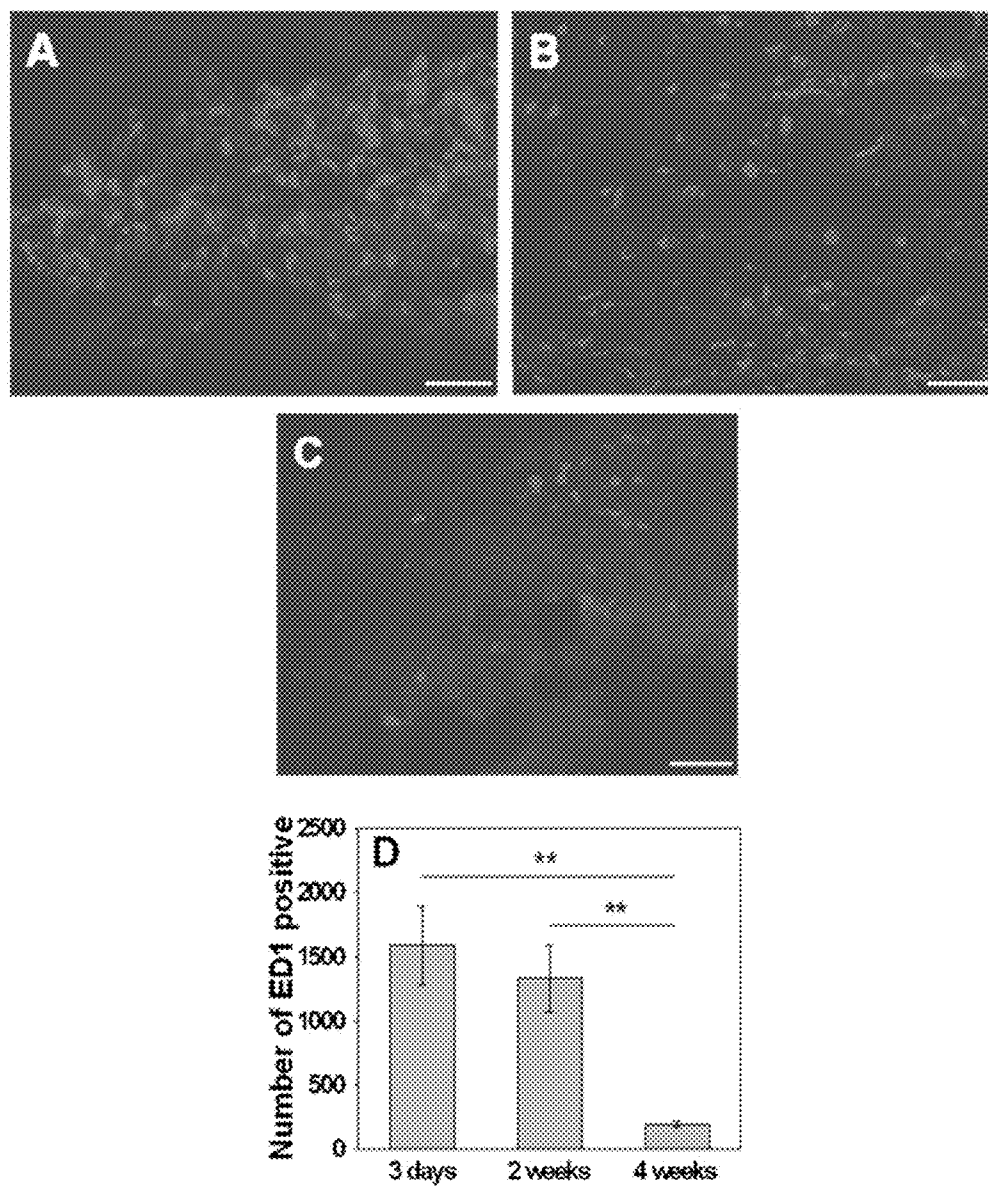 A
B
C
D
Number of ED1 positive
2500
2000
1500
1000
500
0
**
**
3 days
2 weeks
4 weeks